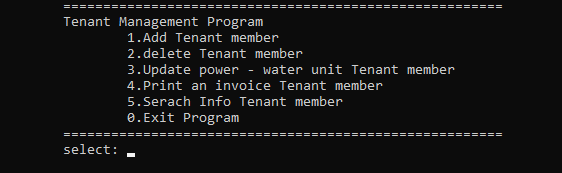 =======================================================
Tenant Management Program
1.Add Tenant member
2.delete Tenant member
3.Update power - water unit Tenant member
4.Print an invoice Tenant member
5.Serach Info Tenant member
0.Exit Program
=======================================================
select: